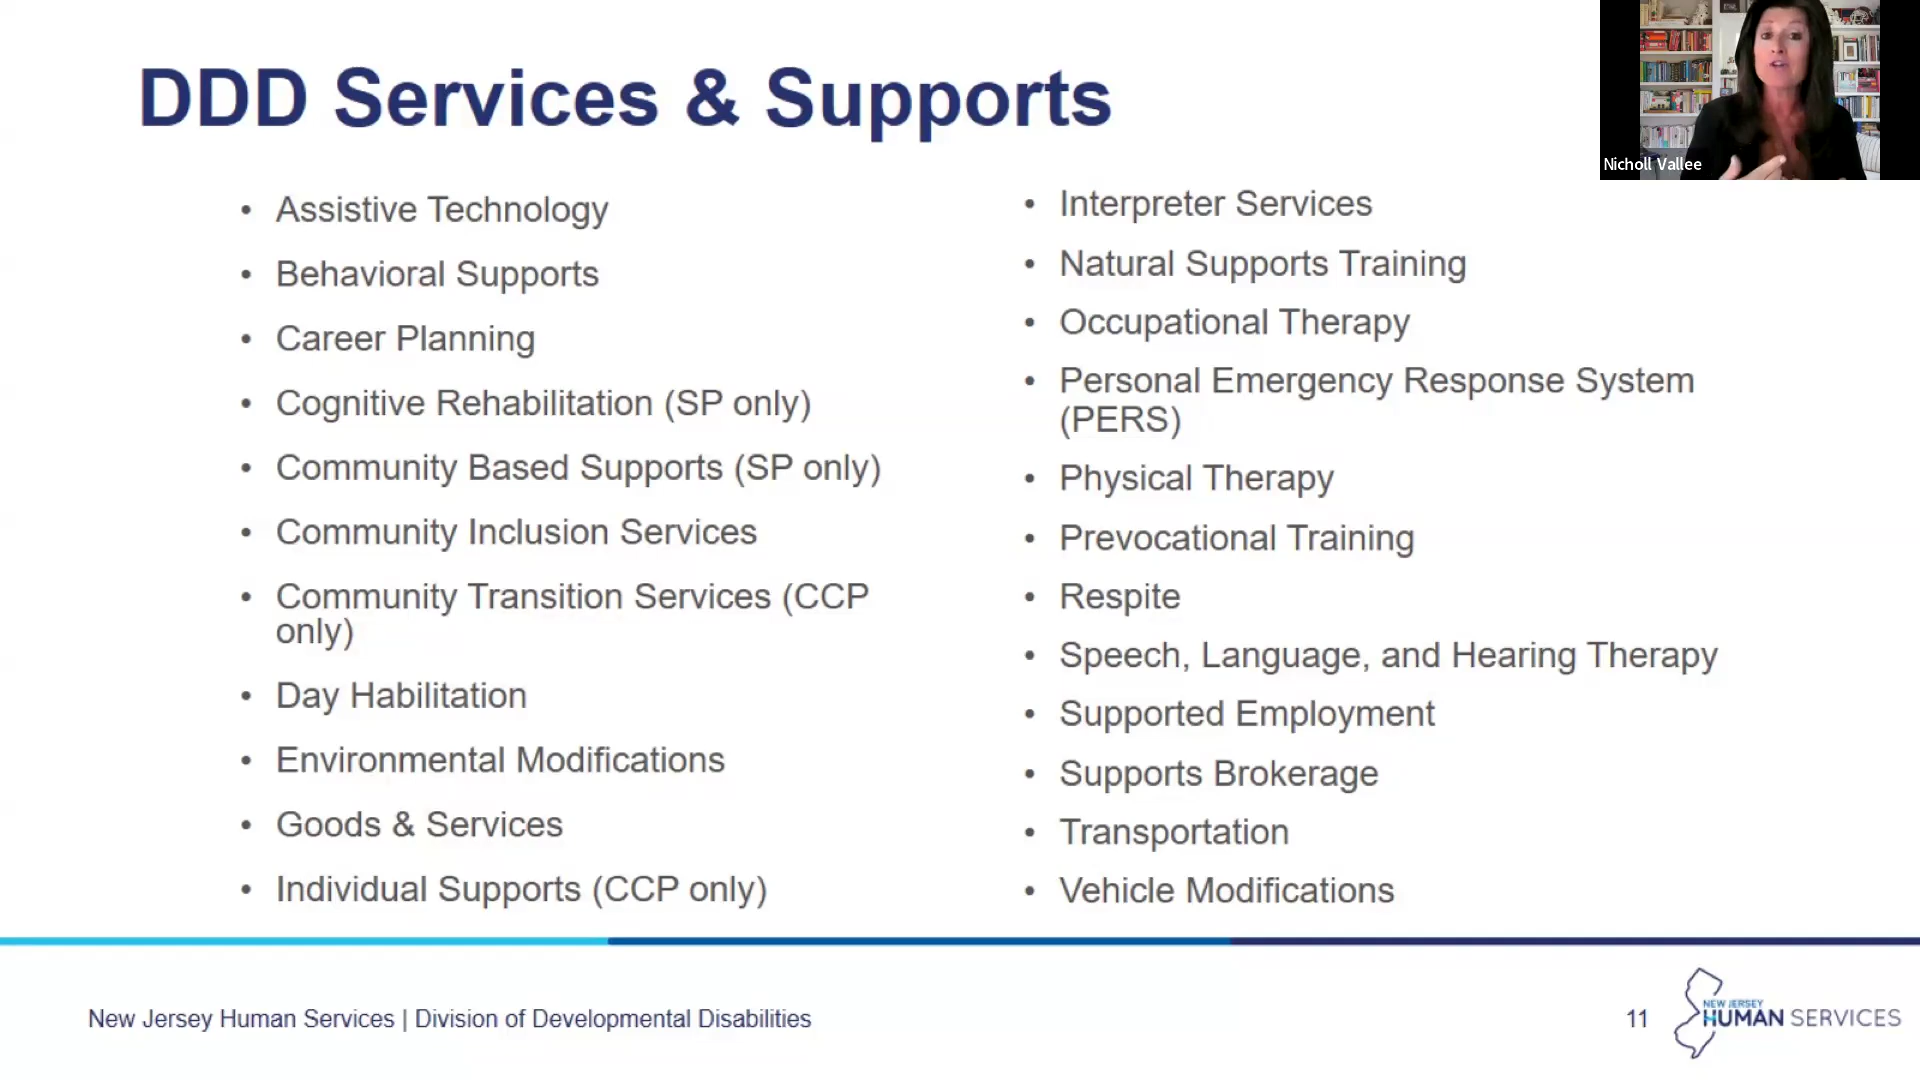 DDD Services & Supports
Nicholl Vallee
• Assistive Technology
• Behavioral Supports
• Career Planning
• Cognitive Rehabilitation (SP only)
• Community Based Supports (SP only)
• Community Inclusion Services
• Community Transition Services (CCP
only)
• Day Habilitation
• Environmental Modifications
• Goods & Services
• Individual Supports (CCP only)
• Interpreter Services
• Natural Supports Training
• Occupational Therapy
• Personal Emergency Response System
(PERS)
• Physical Therapy
• Prevocational Training
• Respite
• Speech, Language, and Hearing Therapy
• Supported Employment
• Supports Brokerage
• Transportation
• Vehicle Modifications
New Jersey Human Services | Division of Developmental Disabilities
11
NEW JERSEY
HUMAN SERVICES